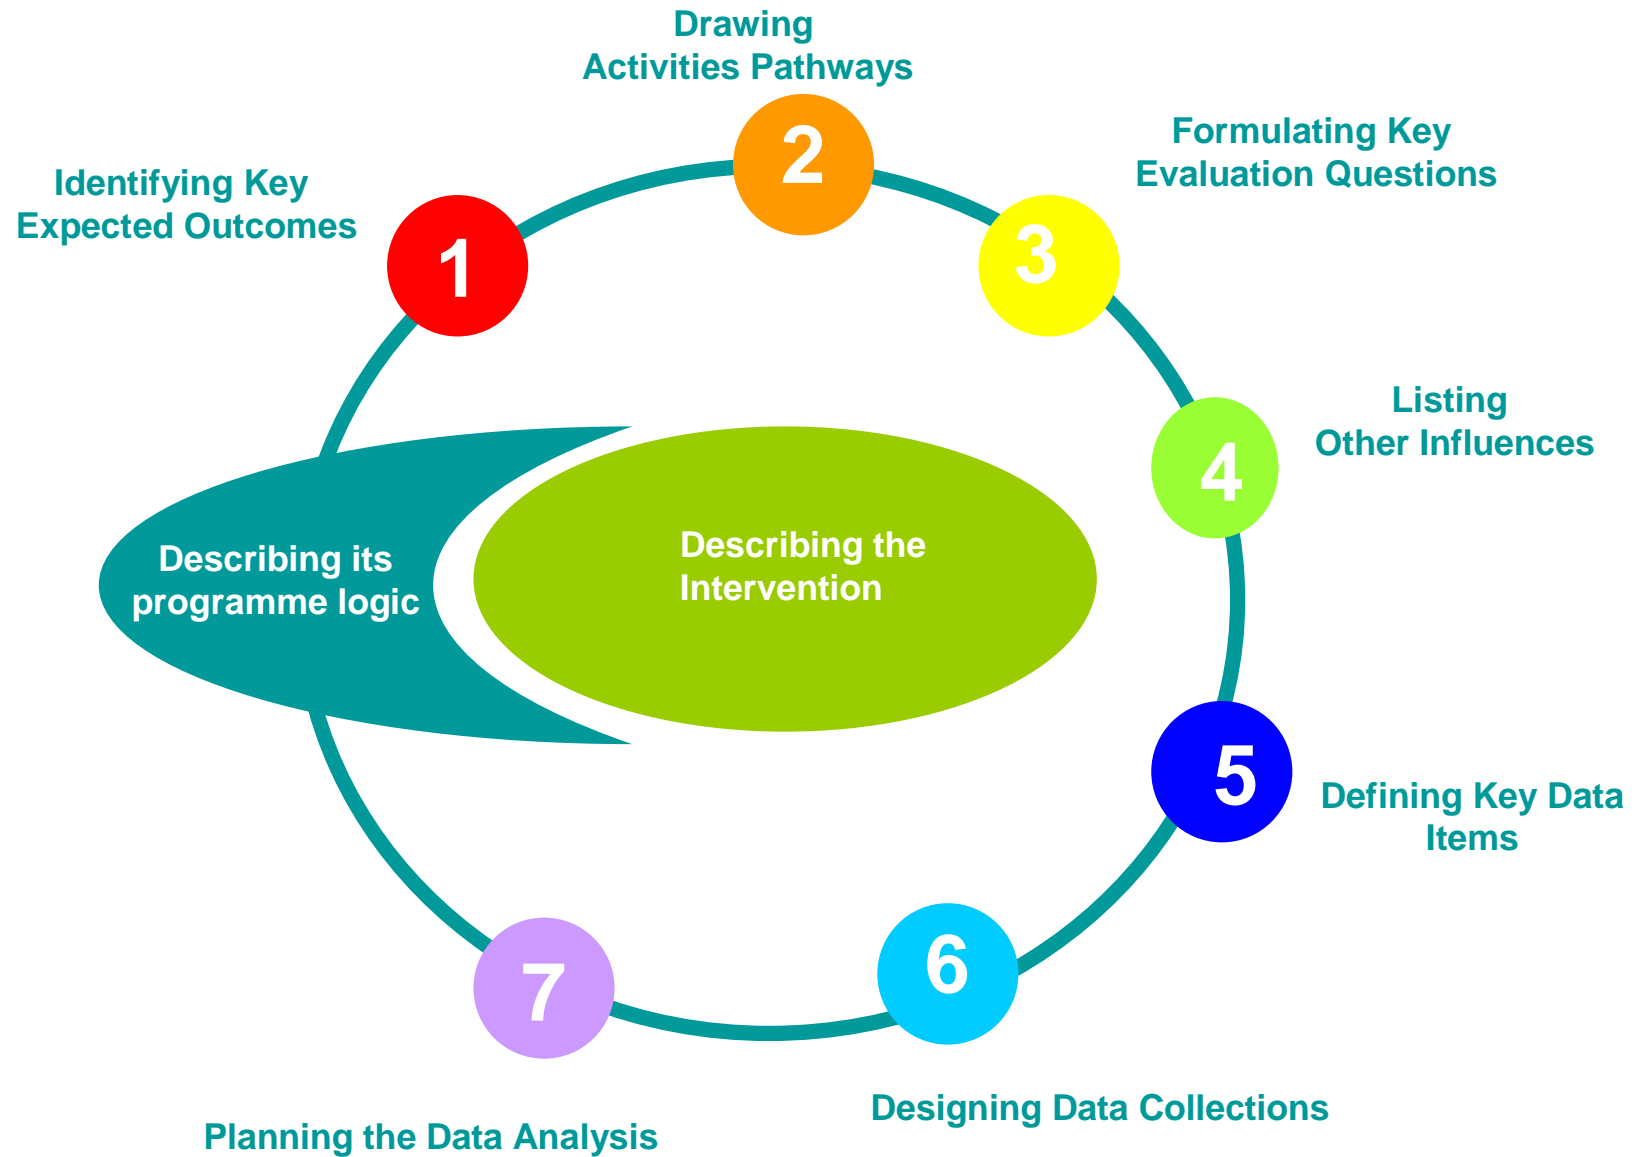 Drawing
Activities Pathways
2
Formulating Key
Evaluation Questions
3
Identifying Key
Expected Outcomes
1
Listing
Other Influences
4
Describing its
programme logic
Describing the
Intervention
5
Defining Key Data
Items
6
Designing Data Collections
7
Planning the Data Analysis